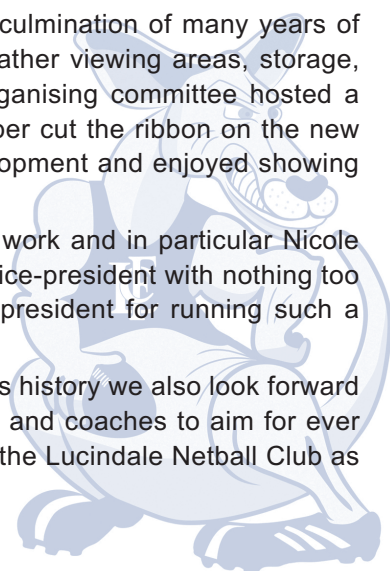 culmination of many years of
ather viewing areas, storage,
ganising committee hosted a
ber cut the ribbon on the new
opment and enjoyed showing
work and in particular Nicole
ice-president with nothing too
president for running such a
s history we also look forward
and coaches to aim for ever
the Lucindale Netball Club as
E